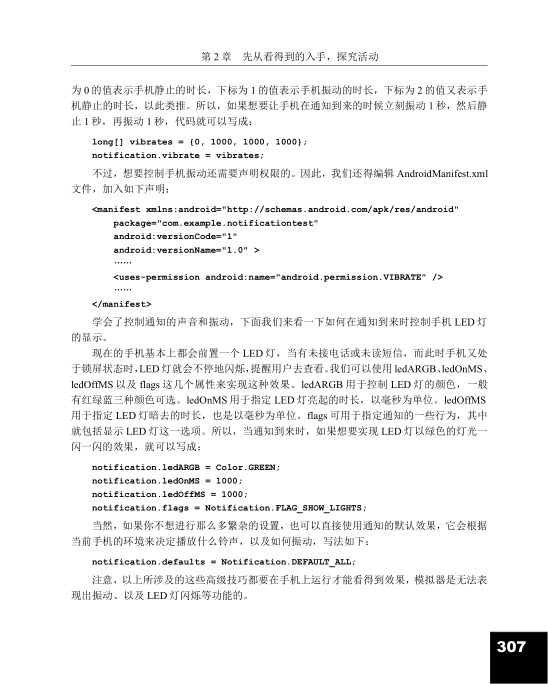 第 2 章 先从看得到的入手，探究活动
为 0 的值表示手机静止的时长，下标为 1 的值表示手机振动的时长，下标为 2 的值又表示手
机静止的时长，以此类推。所以，如果想要让手机在通知到来的时候立刻振动 1 秒，然后静
止 1 秒，再振动 1 秒，代码就可以写成：
long[] vibrates = {0, 1000, 1000, 1000};
notification.vibrate = vibrates;
不过，想要控制手机振动还需要声明权限的。因此，我们还得编辑 AndroidManifest.xml
文件，加入如下声明：
<manifest xmlns:android="http://schemas.android.com/apk/res/android"
package="com.example.notificationtest"
android:versionCode="1"
android:versionName="1.0" >
……
<uses-permission android:name="android.permission.VIBRATE" />
……
</manifest>
学会了控制通知的声音和振动，下面我们来看一下如何在通知到来时控制手机 LED 灯
的显示。
现在的手机基本上都会前置一个 LED 灯，当有未接电话或未读短信，而此时手机又处
于锁屏状态时，LED 灯就会不停地闪烁，提醒用户去查看。我们可以使用 ledARGB、ledOnMS、
ledOffMS 以及 flags 这几个属性来实现这种效果。ledARGB 用于控制 LED 灯的颜色，一般
有红绿蓝三种颜色可选。ledOnMS 用于指定 LED 灯亮起的时长，以毫秒为单位。ledOffMS
用于指定 LED 灯暗去的时长，也是以毫秒为单位。flags 可用于指定通知的一些行为，其中
就包括显示 LED 灯这一选项。所以，当通知到来时，如果想要实现 LED 灯以绿色的灯光一
闪一闪的效果，就可以写成：
notification.ledARGB = Color.GREEN;
notification.ledOnMS = 1000;
notification.ledOffMS = 1000;
notification.flags = Notification.FLAG_SHOW_LIGHTS;
当然，如果你不想进行那么多繁杂的设置，也可以直接使用通知的默认效果，它会根据
当前手机的环境来决定播放什么铃声，以及如何振动，写法如下：
notification.defaults = Notification.DEFAULT_ALL;
注意，以上所涉及的这些高级技巧都要在手机上运行才能看得到效果，模拟器是无法表
现出振动、以及 LED 灯闪烁等功能的。
307